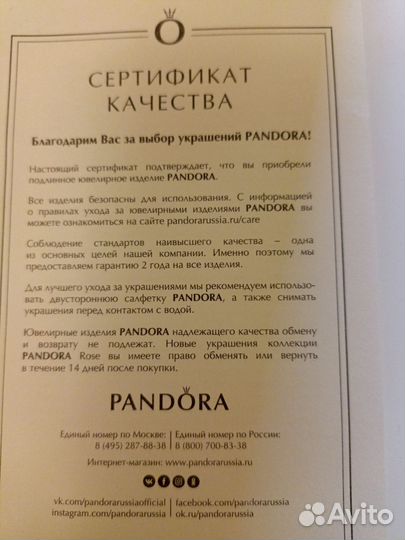 СЕРТИФИКАТ
КАЧЕСТВА
Благодарим Вас за выбор украшений PANDORA!
Настоящий сертификат подтверждает, что вы приобрели
подлинное ювелирное изделие PANDORA.
Все изделия безопасны для использования. С информацией
о правилах ухода за ювелирными изделиями PANDORA вы
можете ознакомиться на сайте pandorarussia.ru/care
Соблюдение стандартов наивысшего качества – одна
из основных целей нашей компании. Именно поэтому мы
предоставляем гарантию 2 года на все изделия.
Для лучшего ухода за украшениями мы рекомендуем использо-
вать двустороннюю салфетку PANDORA, а также снимать
украшения перед контактом с водой.
Ювелирные изделия PANDORA надлежащего качества обмену
и возврату не подлежат. Новые украшения коллекции
PANDORA Rose вы имеете право обменять или вернуть
в течение 14 дней после покупки.
PANDORA
Единый номер по Москве: | Единый номер по России:
8 (495) 287-88-38 | 8 (800) 700-83-38
Интернет-магазин: www.pandorarussia.ru
vk.com/pandorarussiaofficial | facebook.com/pandorarussia
instagram.com/pandorarussia | ok.ru/pandorarussia
Avito